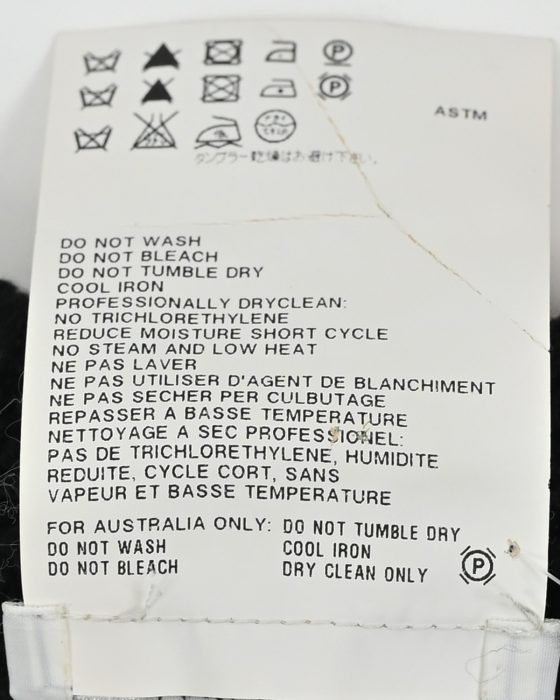 P
P
ASTM
タンブラー乾燥はお避け下さい。
DO NOT WASH
DO NOT BLEACH
DO NOT TUMBLE DRY
COOL IRON
PROFESSIONALLY DRYCLEAN:
NO TRICHLORETHYLENE
REDUCE MOISTURE SHORT CYCLE
NO STEAM AND LOW HEAT
NE PAS LAVER
NE PAS UTILISER D'AGENT DE BLANCHIMENT
NE PAS SECHER PER CULBUTAGE
REPASSER A BASSE TEMPERATURE
NETTOYAGE A SEC PROFESSIONEL:
PAS DE TRICHLORETHYLENE, HUMIDITE
REDUITE, CYCLE CORT, SANS
VAPEUR ET BASSE TEMPERATURE
FOR AUSTRALIA ONLY: DO NOT TUMBLE DRY
DO NOT WASH COOL IRON
DO NOT BLEACH DRY CLEAN ONLY P